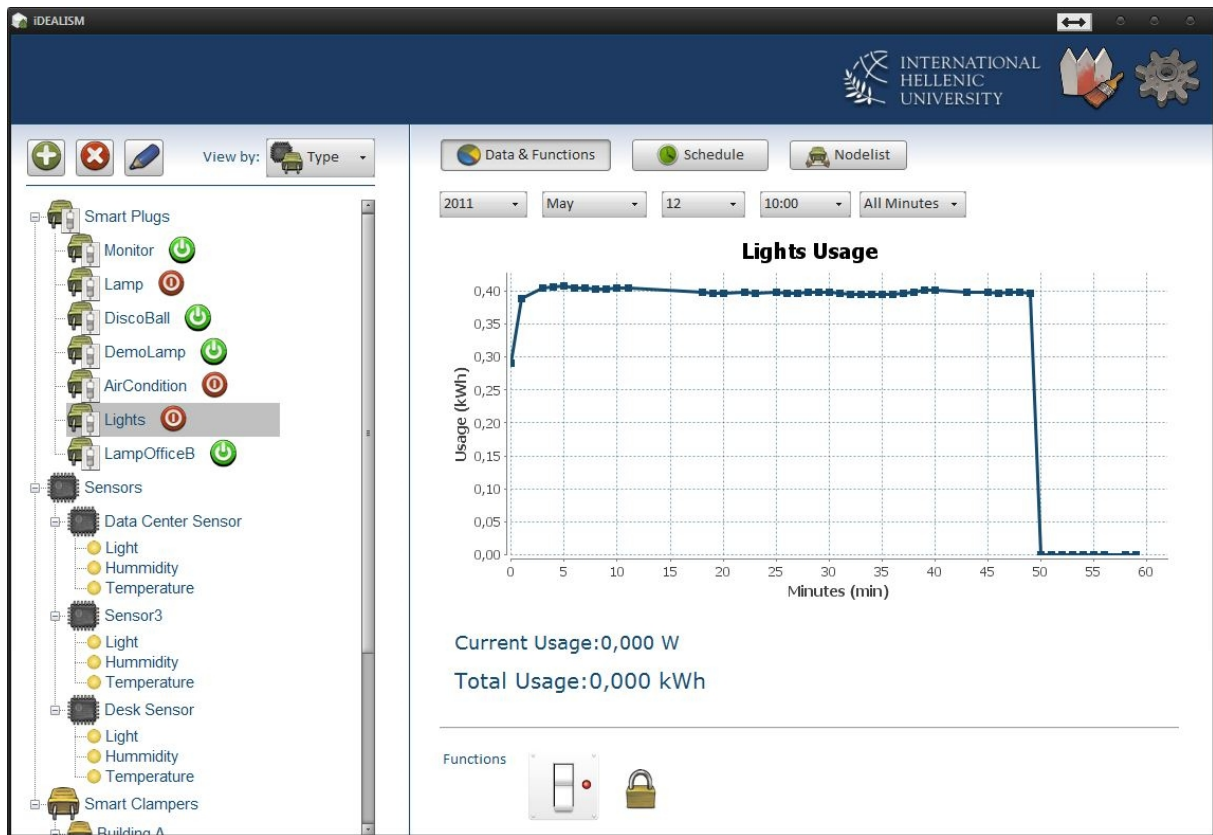 iDEALISM
INTERNATIONAL
HELLENIC
UNIVERSITY
View by: Type
Smart Plugs
Monitor
Lamp
DiscoBall
DemoLamp
AirCondition
Lights
LampOfficeB
Sensors
Data Center Sensor
Light
Hummidity
Temperature
Sensor3
Light
Hummidity
Temperature
Desk Sensor
Light
Hummidity
Temperature
Smart Clampers
Building A
Data & Functions Schedule Nodelist
2011 May 12 10:00 All Minutes
Lights Usage
Usage (kWh)
0,40
0,35
0,30
0,25
0,20
0,15
0,10
0,05
0,00
0 5 10 15 20 25 30 35 40 45 50 55 60
Minutes (min)
Current Usage:0,000 W
Total Usage:0,000 kWh
Functions